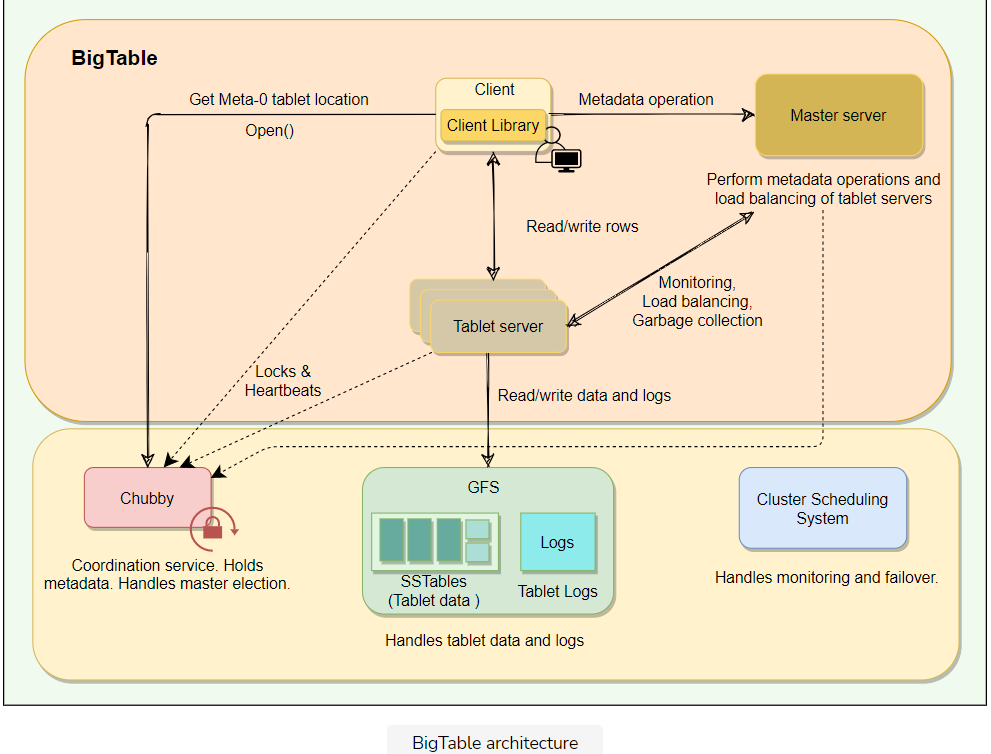 BigTable
Get Meta-0 tablet location
Open()
Client
Client Library
Metadata operation
Master server
Perform metadata operations and
load balancing of tablet servers
Read/write rows
Monitoring,
Load balancing,
Garbage collection
Tablet server
Locks &
Heartbeats
Read/write data and logs
Chubby
Coordination service. Holds
metadata. Handles master election.
GFS
SSTables
(Tablet data )
Logs
Tablet Logs
Handles tablet data and logs
Cluster Scheduling
System
Handles monitoring and failover.
BigTable architecture